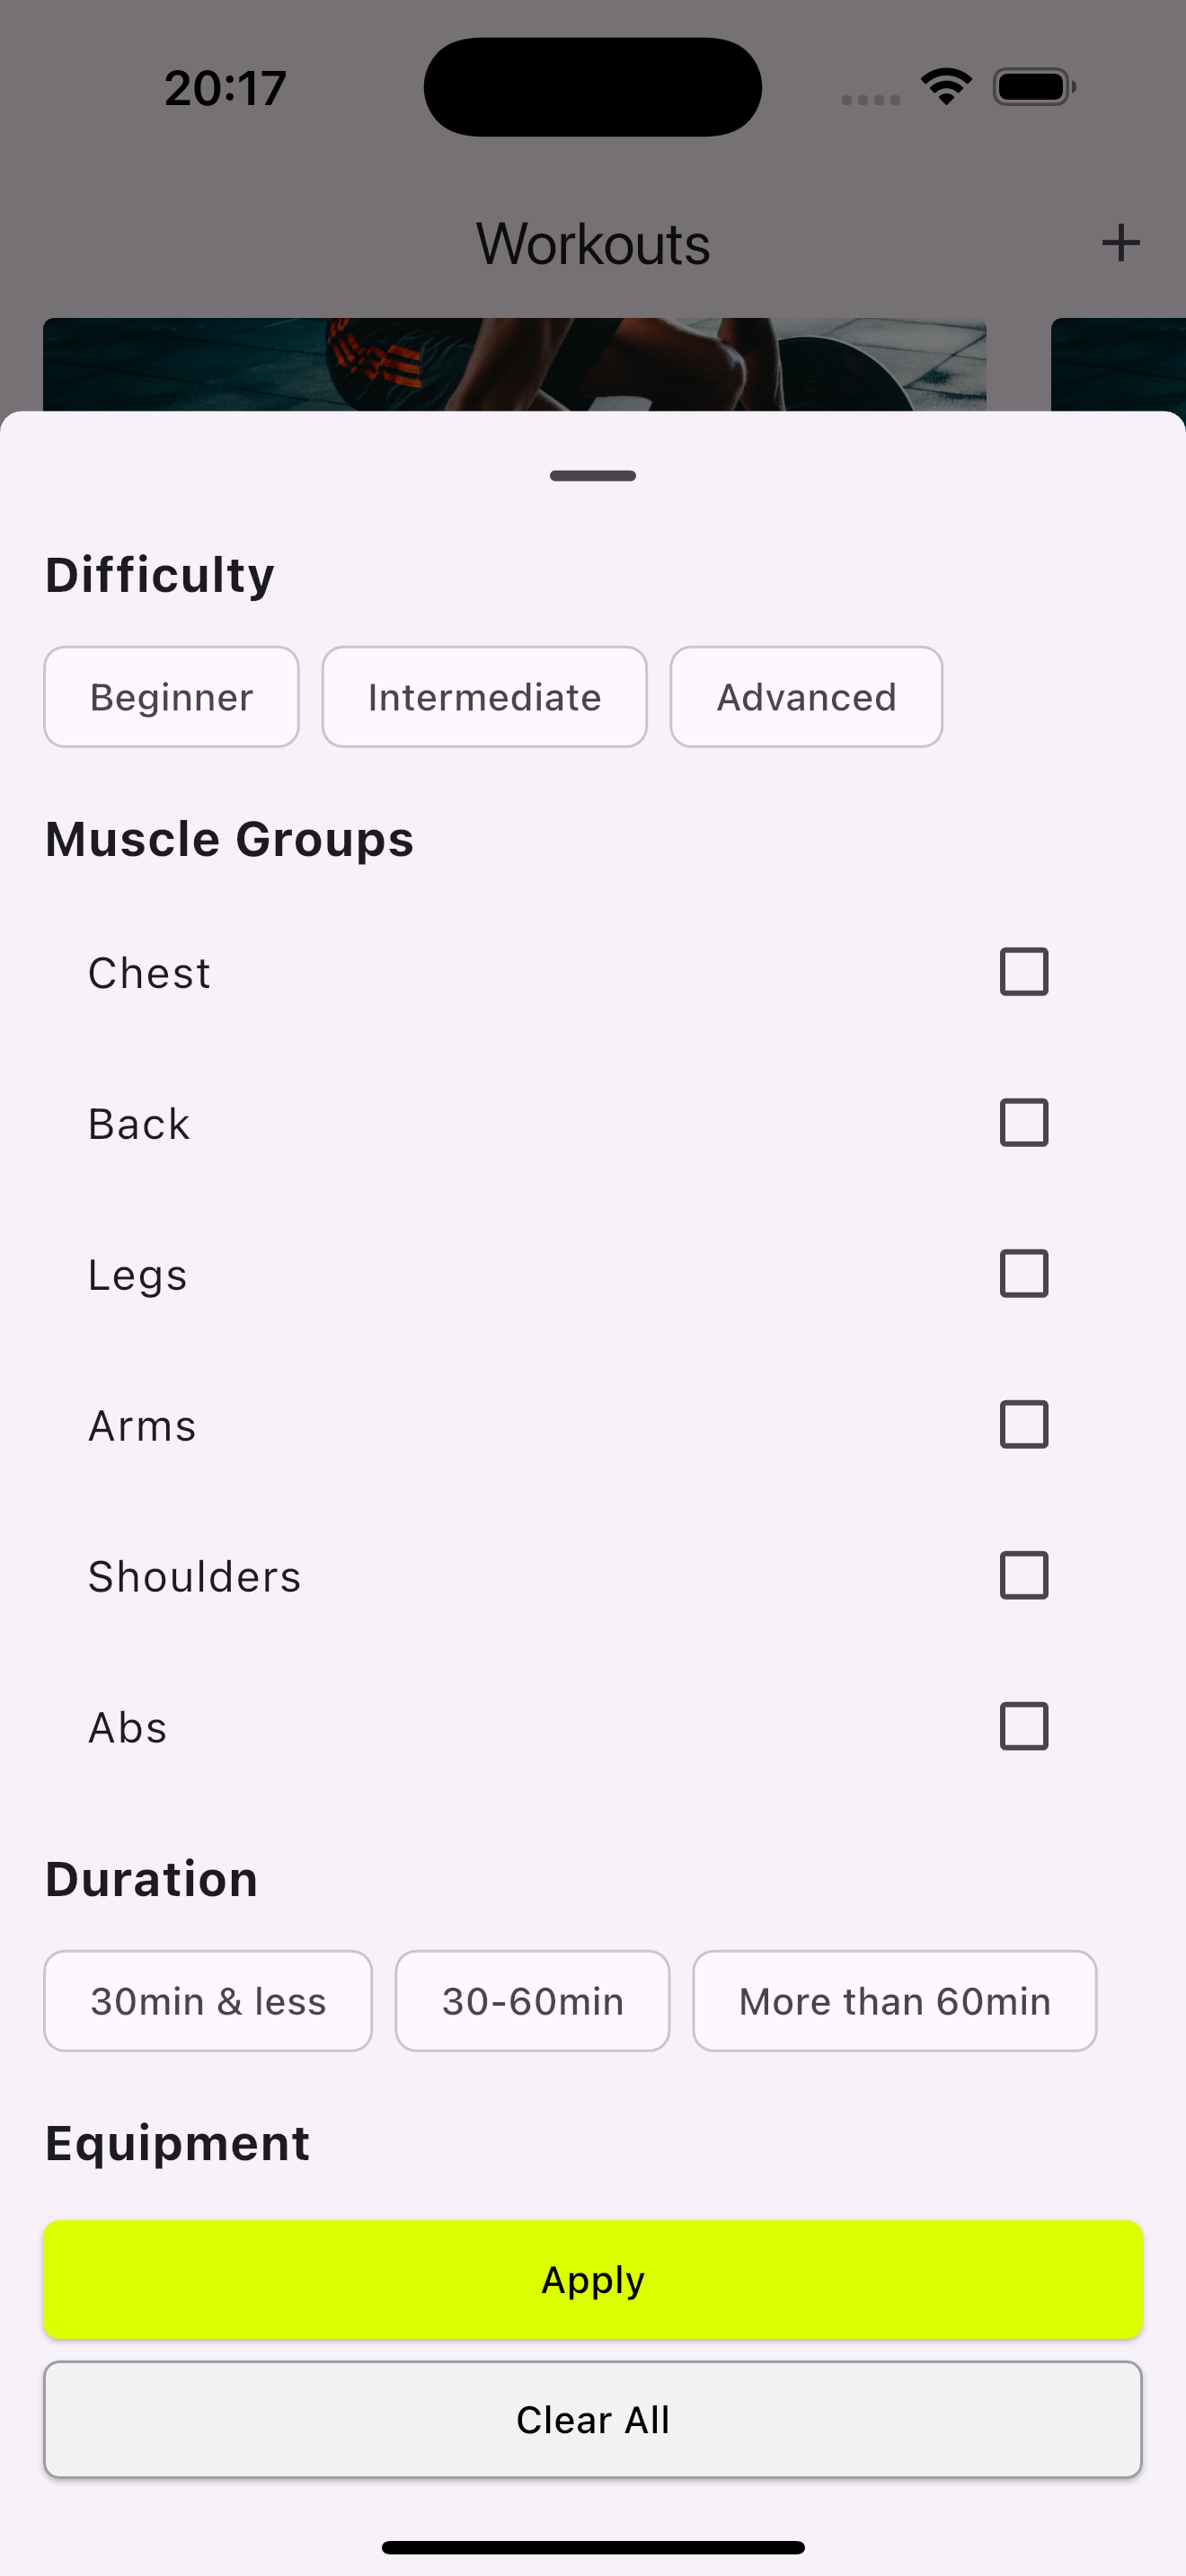 20:17
Workouts
Difficulty
Beginner Intermediate Advanced
Muscle Groups
Chest
Back
Legs
Arms
Shoulders
Abs
Duration
30min & less 30-60min More than 60min
Equipment
Apply
Clear All